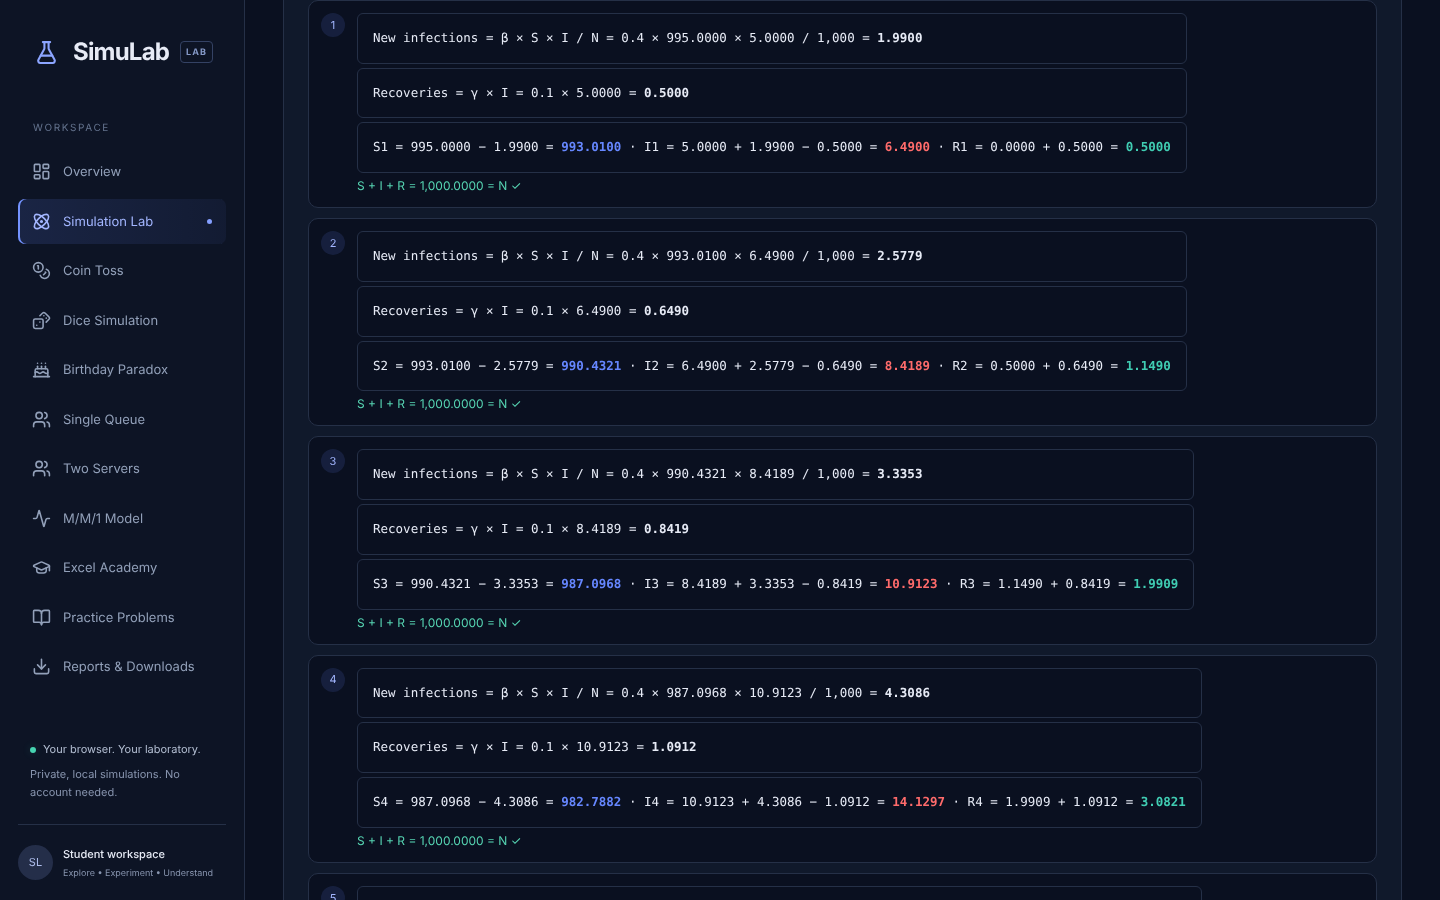 SimuLab LAB
WORKSPACE
Overview
Simulation Lab
Coin Toss
Dice Simulation
Birthday Paradox
Single Queue
Two Servers
M/M/1 Model
Excel Academy
Practice Problems
Reports & Downloads
Your browser. Your laboratory.
Private, local simulations. No
account needed.
SL
Student workspace
Explore • Experiment • Understand
1
New infections = β × S × I / N = 0.4 × 995.0000 × 5.0000 / 1,000 = 1.9900
Recoveries = γ × I = 0.1 × 5.0000 = 0.5000
S1 = 995.0000 − 1.9900 = 993.0100 · I1 = 5.0000 + 1.9900 − 0.5000 = 6.4900 · R1 = 0.0000 + 0.5000 = 0.5000
S + I + R = 1,000.0000 = N ✓
2
New infections = β × S × I / N = 0.4 × 993.0100 × 6.4900 / 1,000 = 2.5779
Recoveries = γ × I = 0.1 × 6.4900 = 0.6490
S2 = 993.0100 − 2.5779 = 990.4321 · I2 = 6.4900 + 2.5779 − 0.6490 = 8.4189 · R2 = 0.5000 + 0.6490 = 1.1490
S + I + R = 1,000.0000 = N ✓
3
New infections = β × S × I / N = 0.4 × 990.4321 × 8.4189 / 1,000 = 3.3353
Recoveries = γ × I = 0.1 × 8.4189 = 0.8419
S3 = 990.4321 − 3.3353 = 987.0968 · I3 = 8.4189 + 3.3353 − 0.8419 = 10.9123 · R3 = 1.1490 + 0.8419 = 1.9909
S + I + R = 1,000.0000 = N ✓
4
New infections = β × S × I / N = 0.4 × 987.0968 × 10.9123 / 1,000 = 4.3086
Recoveries = γ × I = 0.1 × 10.9123 = 1.0912
S4 = 987.0968 − 4.3086 = 982.7882 · I4 = 10.9123 + 4.3086 − 1.0912 = 14.1297 · R4 = 1.9909 + 1.0912 = 3.0821
S + I + R = 1,000.0000 = N ✓
5